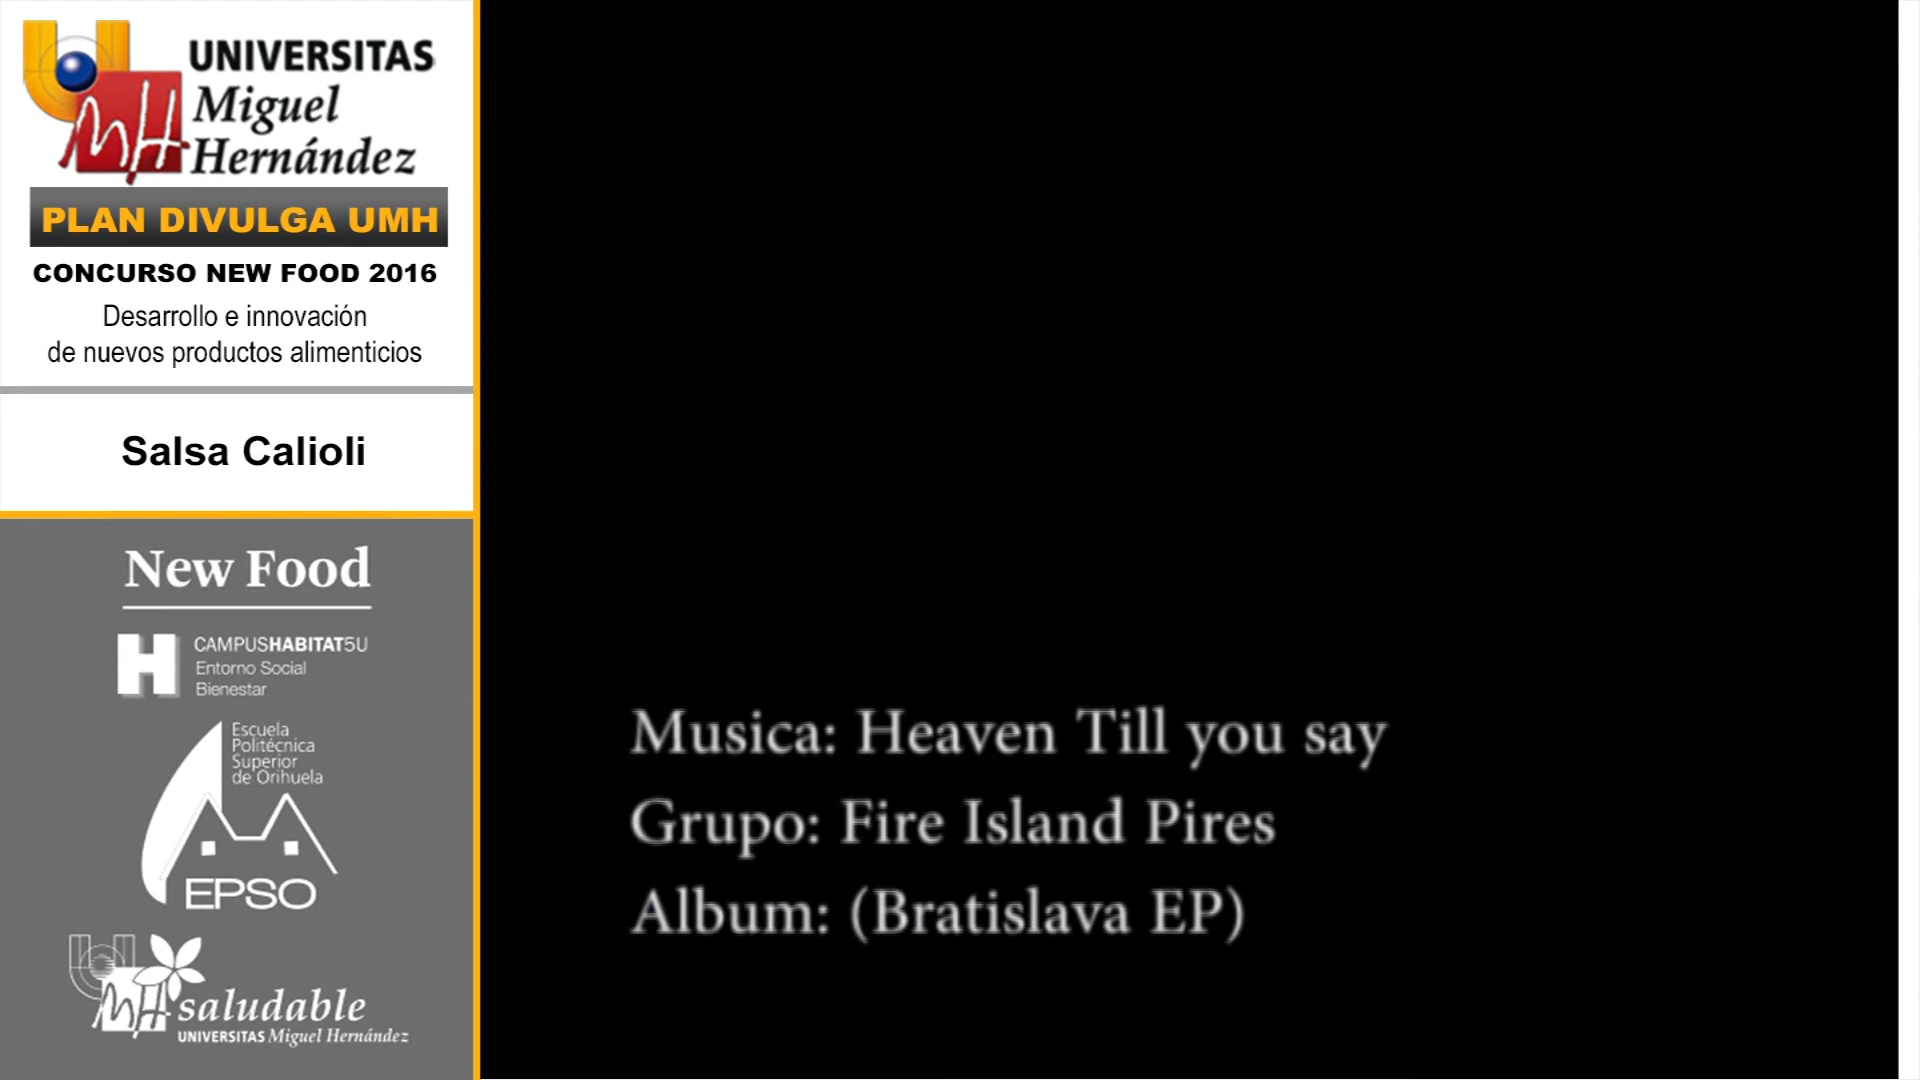 UNIVERSITAS
Miguel
Hernández
PLAN DIVULGA UMH
CONCURSO NEW FOOD 2016
Desarrollo e innovación
de nuevos productos alimenticios
Salsa Calioli
New Food
H
CAMPUSHABITAT5U
Entorno Social
Bienestar
Escuela
Politécnica
Superior
de Orihuela
EPSO
UMH saludable
UNIVERSITAS Miguel Hernández
Musica: Heaven Till you say
Grupo: Fire Island Pires
Album: (Bratislava EP)